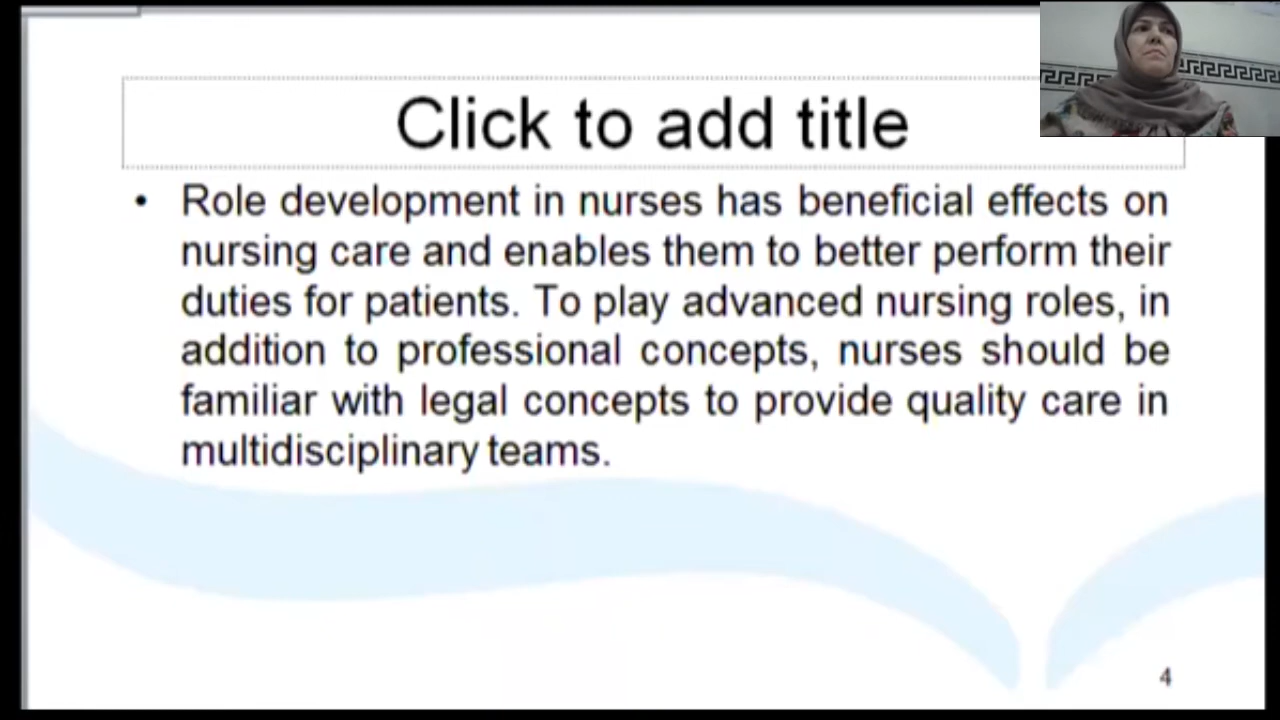 Click to add title
• Role development in nurses has beneficial effects on
nursing care and enables them to better perform their
duties for patients. To play advanced nursing roles, in
addition to professional concepts, nurses should be
familiar with legal concepts to provide quality care in
multidisciplinary teams.
4